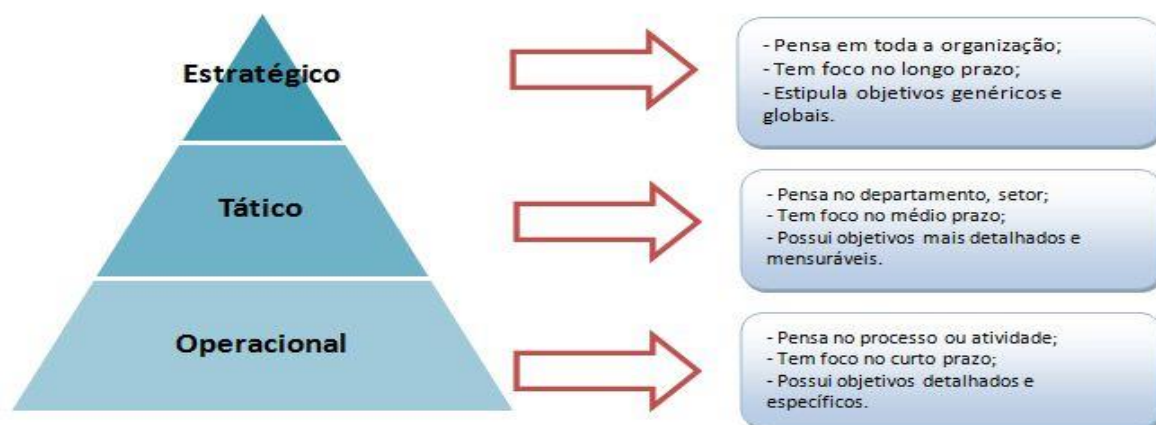 Estratégico
- Pensa em toda a organização;
- Tem foco no longo prazo;
- Estipula objetivos genéricos e
globais.
Tático
- Pensa no departamento, setor;
- Tem foco no médio prazo;
- Possui objetivos mais detalhados e
mensuráveis.
Operacional
- Pensa no processo ou atividade;
- Tem foco no curto prazo;
- Possui objetivos detalhados e
específicos.